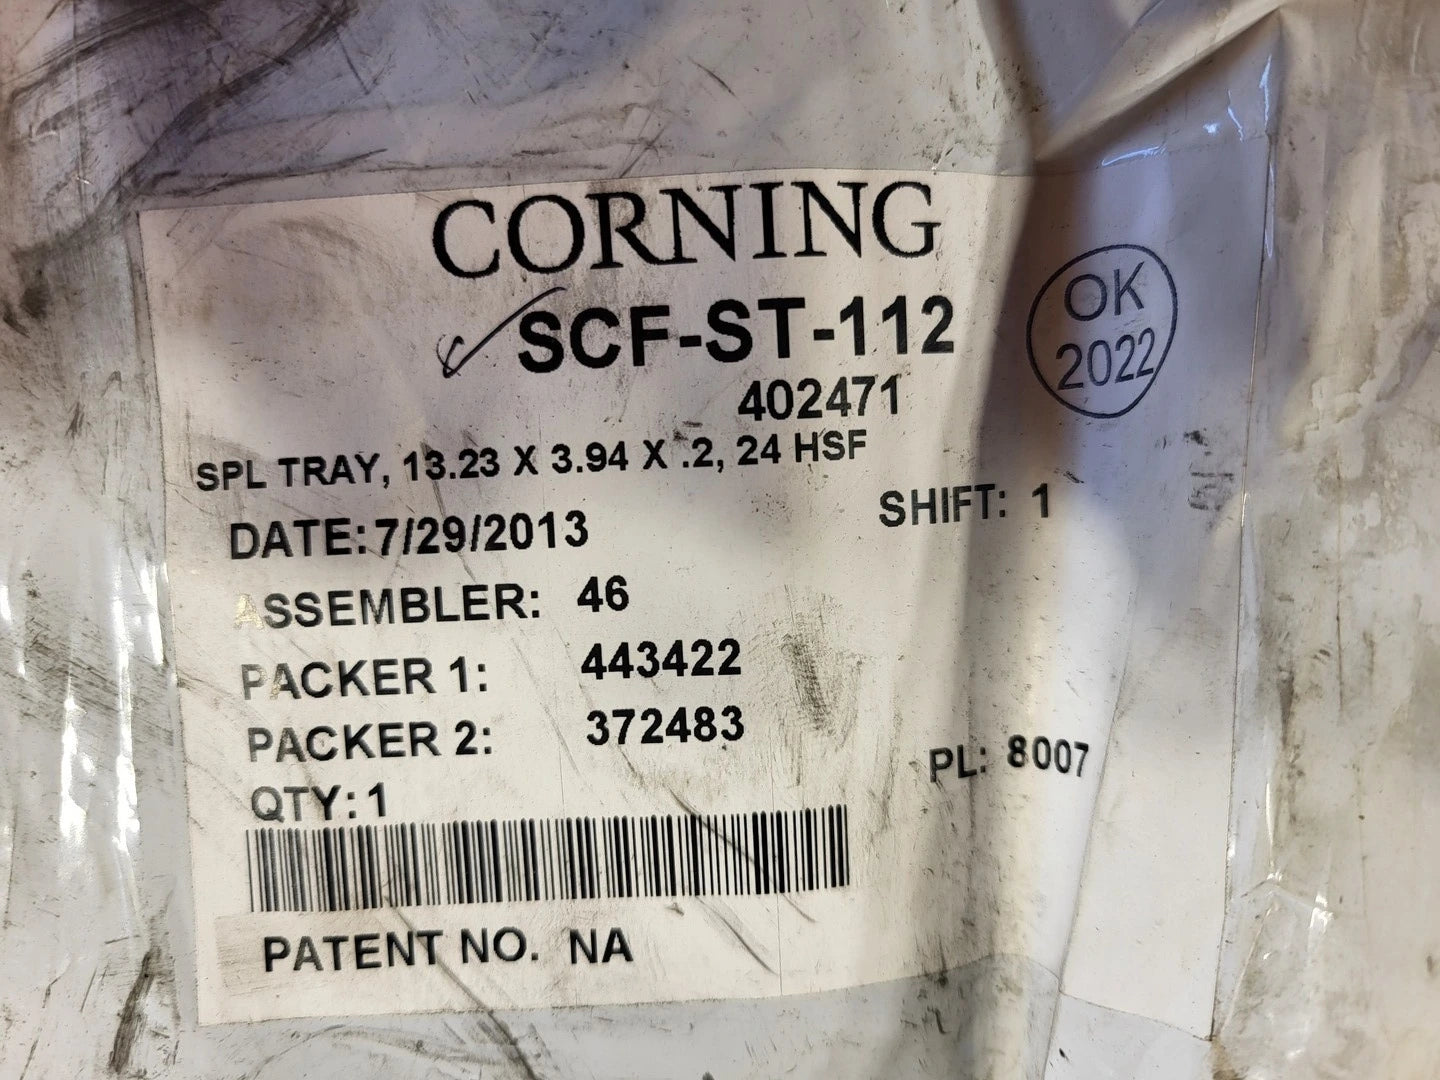 CORNING
SCF-ST-112
OK
2022
402471
SPL TRAY, 13.23 X 3.94 X .2, 24 HSF
DATE: 7/29/2013
SHIFT: 1
ASSEMBLER: 46
PACKER 1: 443422
PACKER 2: 372483
PL: 8007
QTY: 1
PATENT NO. NA